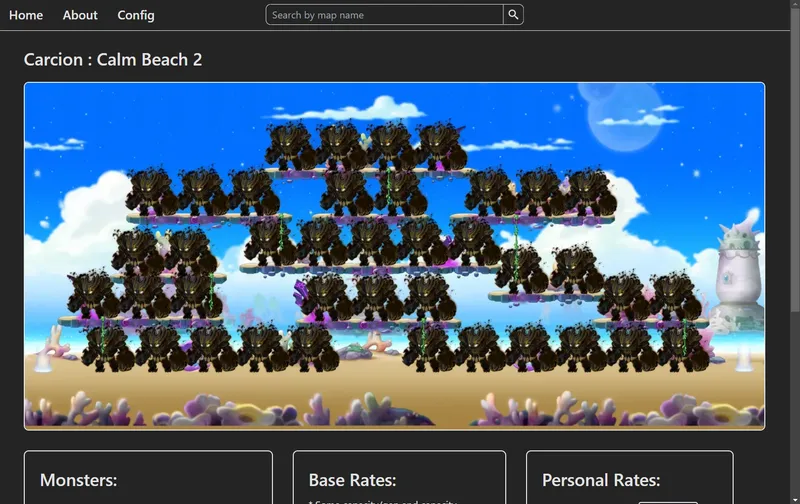 Home About Config
Search by map name
Carcion : Calm Beach 2
Monsters:
Base Rates:
Personal Rates: